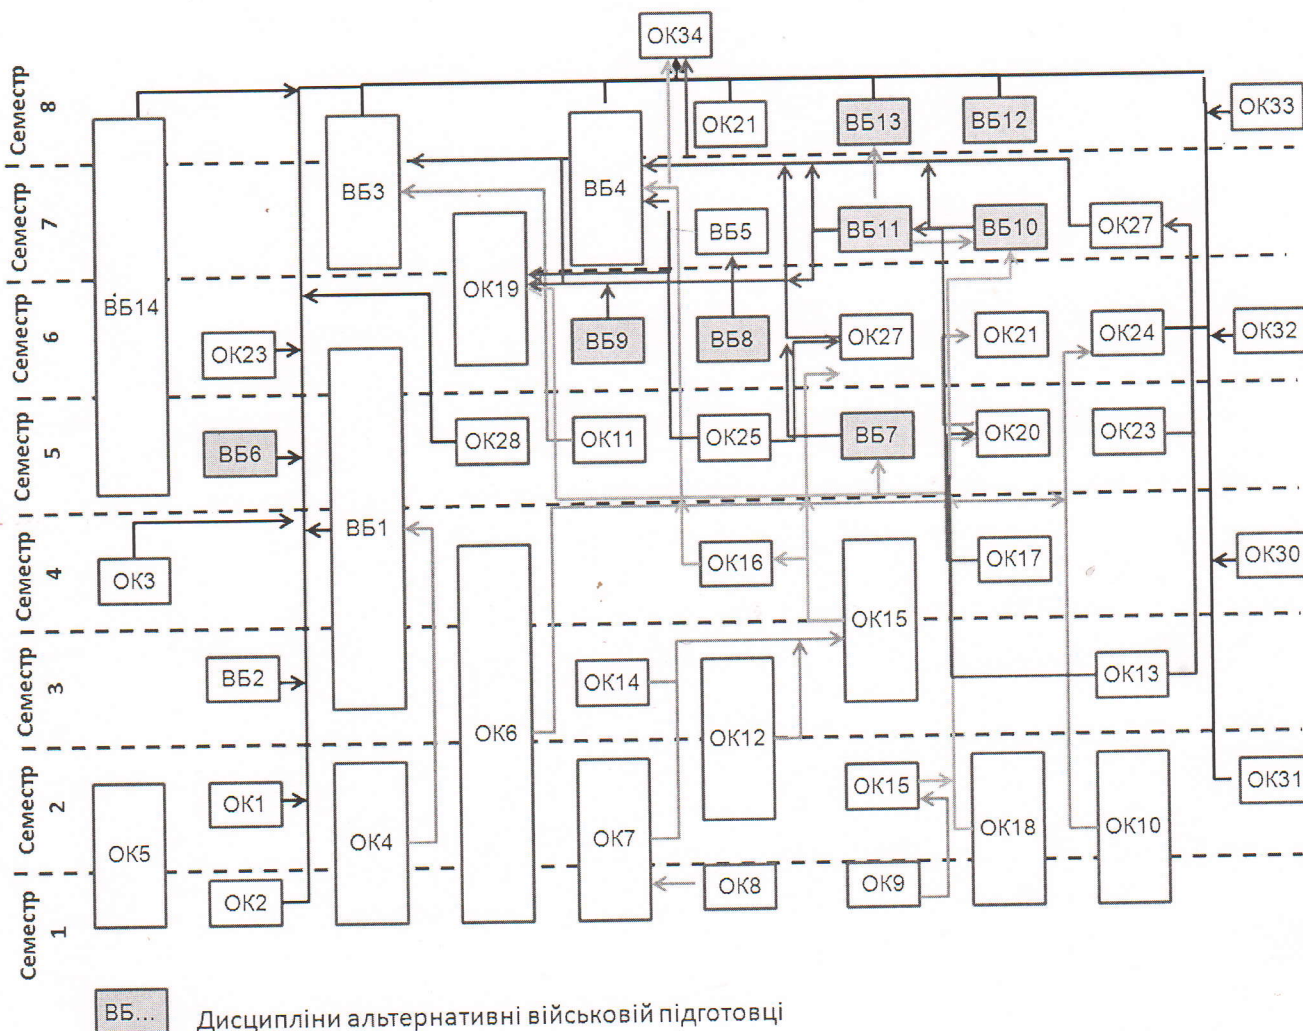 ОК34
Семестр 8
ОК21
ВБ13
ВБ12
ОК33
Семестр 7
ВБ3
ВБ4
ВБ5
ВБ11
ВБ10
ОК27
Семестр 6
ВБ14
ОК23
ОК19
ВБ9
ВБ8
ОК27
ОК21
ОК24
ОК32
Семестр 5
ВБ6
ОК28
ОК11
ОК25
ВБ7
ОК20
ОК23
Семестр 4
ОК3
ВБ1
ОК16
ОК17
ОК30
Семестр 3
ВБ2
ОК6
ОК14
ОК12
ОК15
ОК13
Семестр 2
ОК5
ОК1
ОК4
ОК7
ОК15
ОК18
ОК10
ОК31
Семестр 1
ОК2
ОК8
ОК9
ВБ... Дисципліни альтернативні військовій підготовці